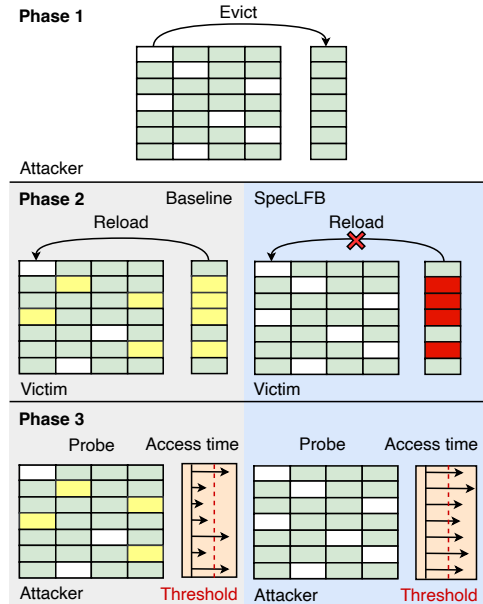 Phase 1
Evict
Attacker
Phase 2
Baseline
SpecLFB
Reload
Reload
Victim
Victim
Phase 3
Probe
Access time
Probe
Access time
Attacker
Threshold
Attacker
Threshold